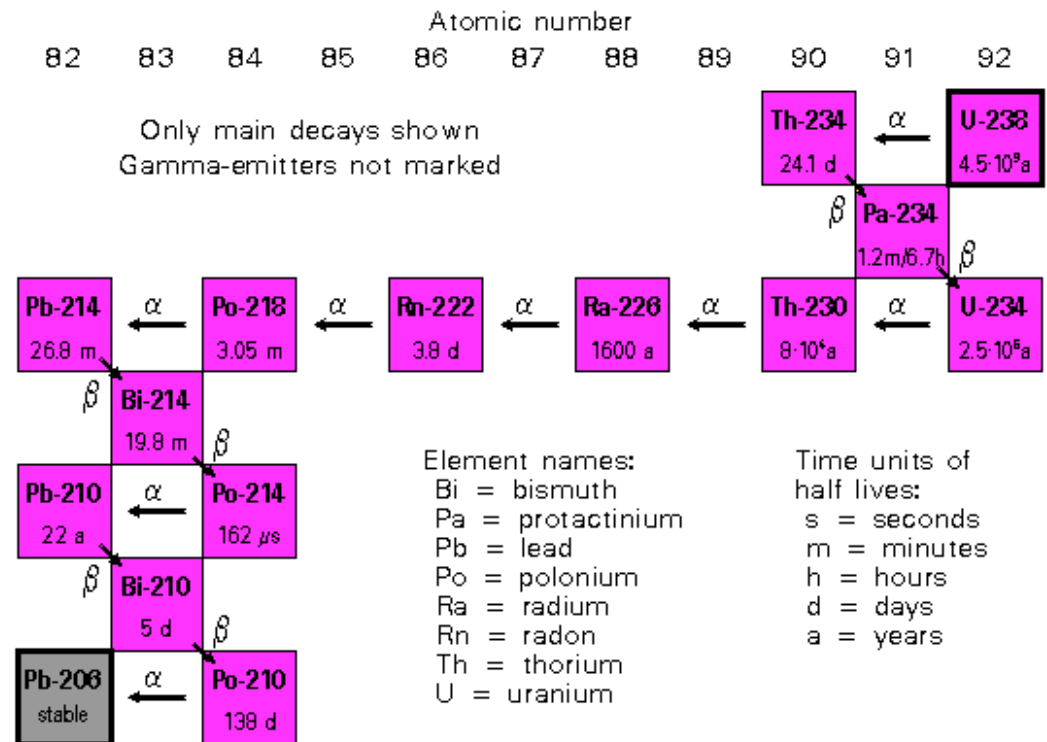 Atomic number
82 83 84 85 86 87 88 89 90 91 92
Only main decays shown
Gamma-emitters not marked
Th-234 α U-238
24.1 d 4.5·10⁹a
β Pa-234
1.2m/6.7h β
Pb-214 α Po-218 α Rn-222 α Ra-226 α Th-230 α U-234
26.8 m 3.05 m 3.8 d 1600 a 8·10⁴a 2.5·10⁵a
β Bi-214
19.8 m β
Pb-210 α Po-214
22 a 162 µs
β Bi-210
5 d β
Pb-206 α Po-210
stable 138 d
Element names:
Bi = bismuth
Pa = protactinium
Pb = lead
Po = polonium
Ra = radium
Rn = radon
Th = thorium
U = uranium
Time units of
half lives:
s = seconds
m = minutes
h = hours
d = days
a = years